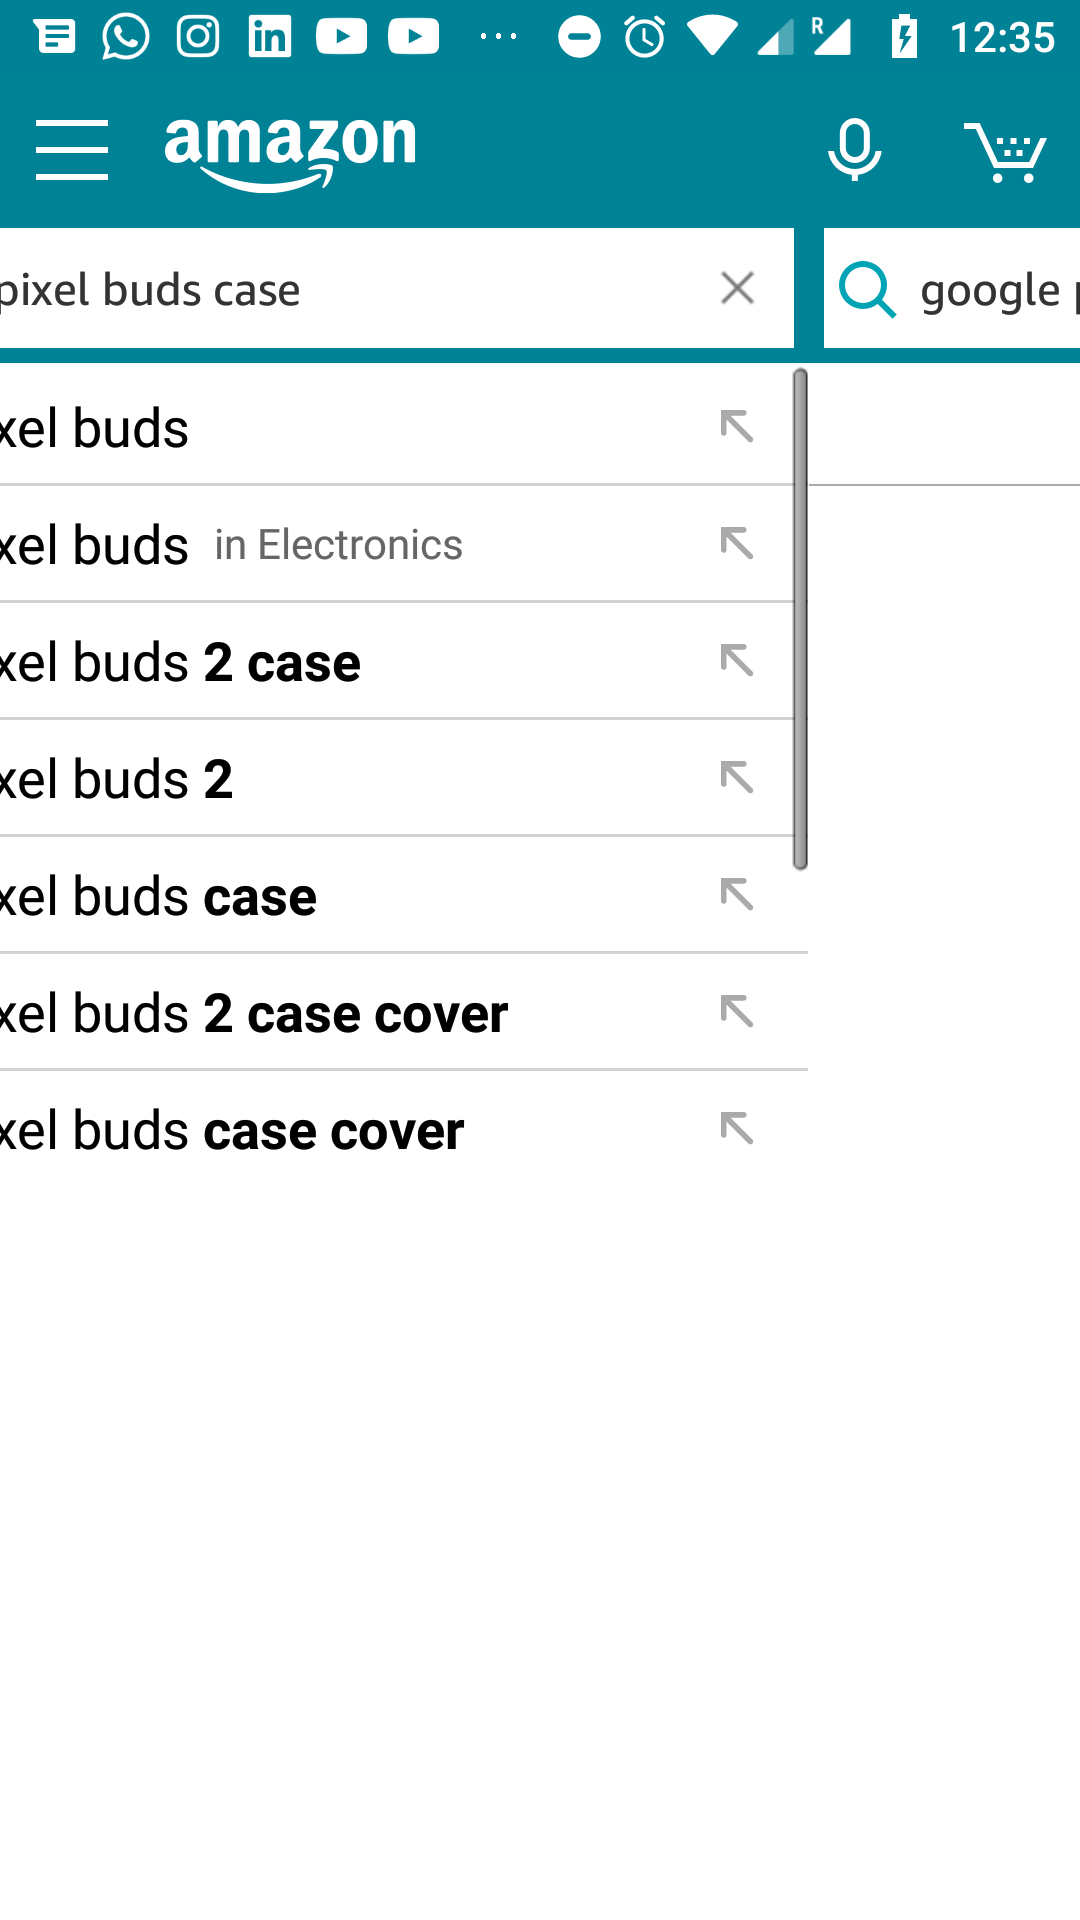 12:35
amazon
pixel buds case
google
xel buds
xel buds in Electronics
xel buds 2 case
xel buds 2
xel buds case
xel buds 2 case cover
xel buds case cover